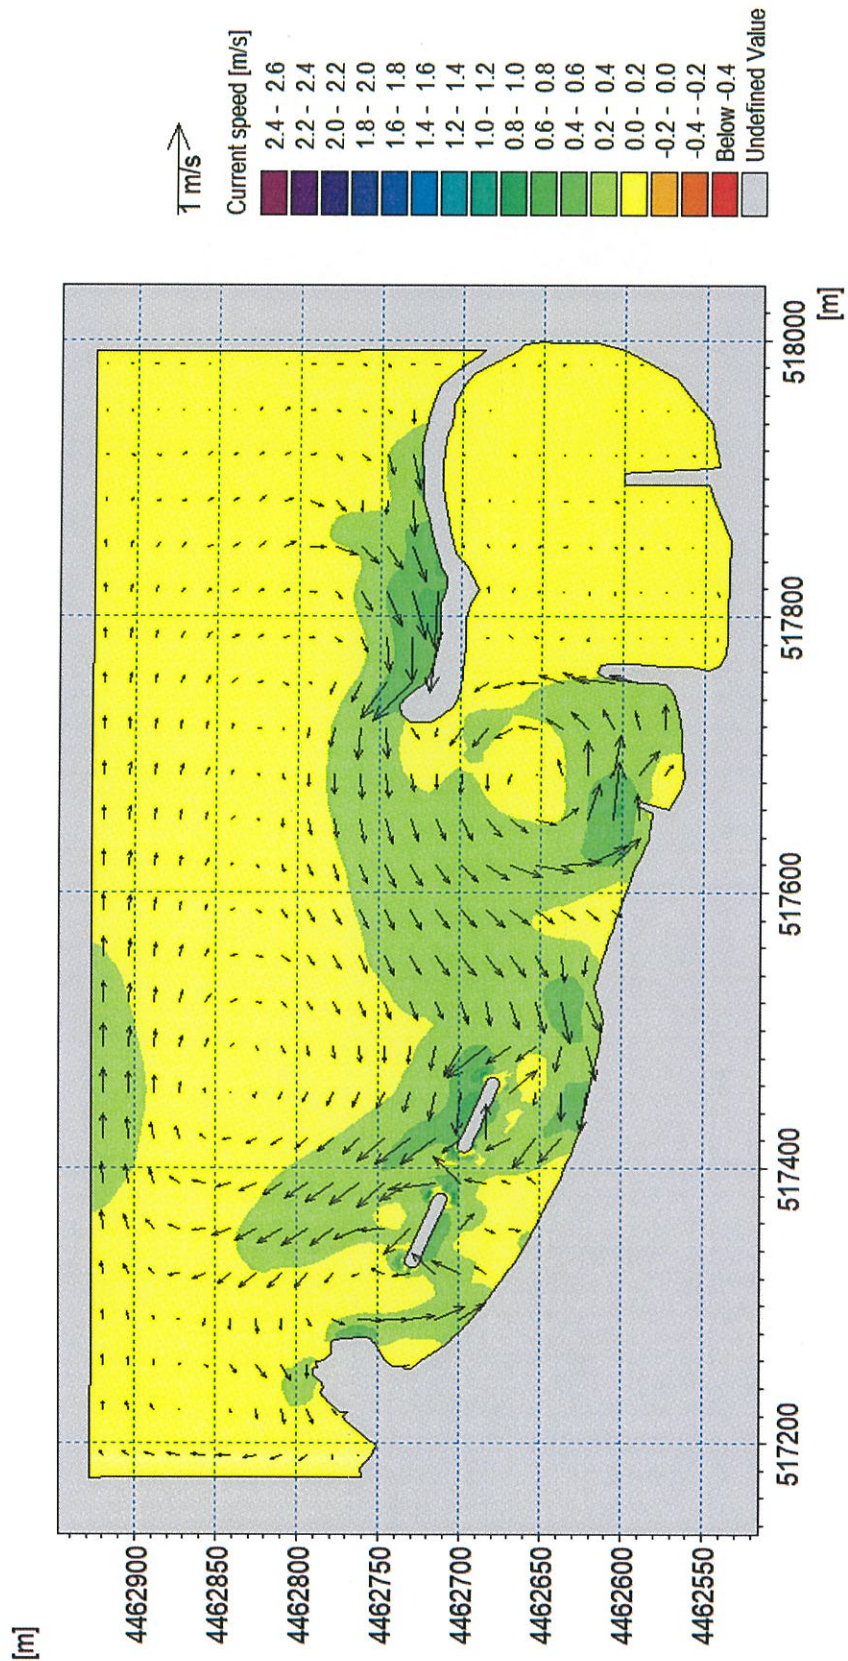 [m]
4462900
4462850
4462800
4462750
4462700
4462650
4462600
4462550
517200
517400
517600
517800
518000
[m]
1 m/s
Current speed [m/s]
2.4 - 2.6
2.2 - 2.4
2.0 - 2.2
1.8 - 2.0
1.6 - 1.8
1.4 - 1.6
1.2 - 1.4
1.0 - 1.2
0.8 - 1.0
0.6 - 0.8
0.4 - 0.6
0.2 - 0.4
0.0 - 0.2
-0.2 - 0.0
-0.4 - -0.2
Below -0.4
Undefined Value